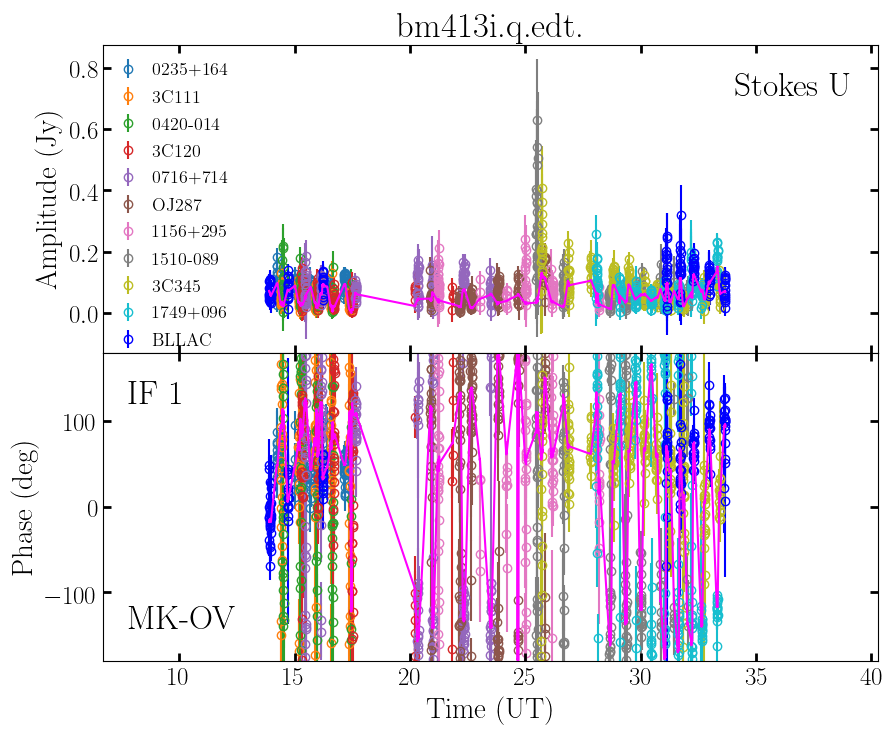 bm413i.q.edt.
Stokes U
0235+164
3C111
0420-014
3C120
0716+714
OJ287
1156+295
1510-089
3C345
1749+096
BLLAC
Amplitude (Jy)
0.8
0.6
0.4
0.2
0.0
IF 1
MK-OV
Phase (deg)
100
0
−100
10 15 20 25 30 35 40
Time (UT)